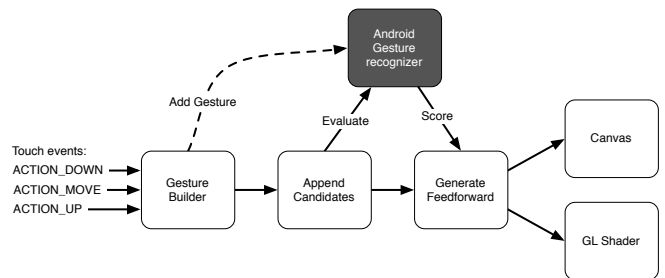 Android
Gesture
recognizer
Add Gesture
Evaluate
Score
Touch events:
ACTION_DOWN
ACTION_MOVE
ACTION_UP
Gesture
Builder
Append
Candidates
Generate
Feedforward
Canvas
GL Shader